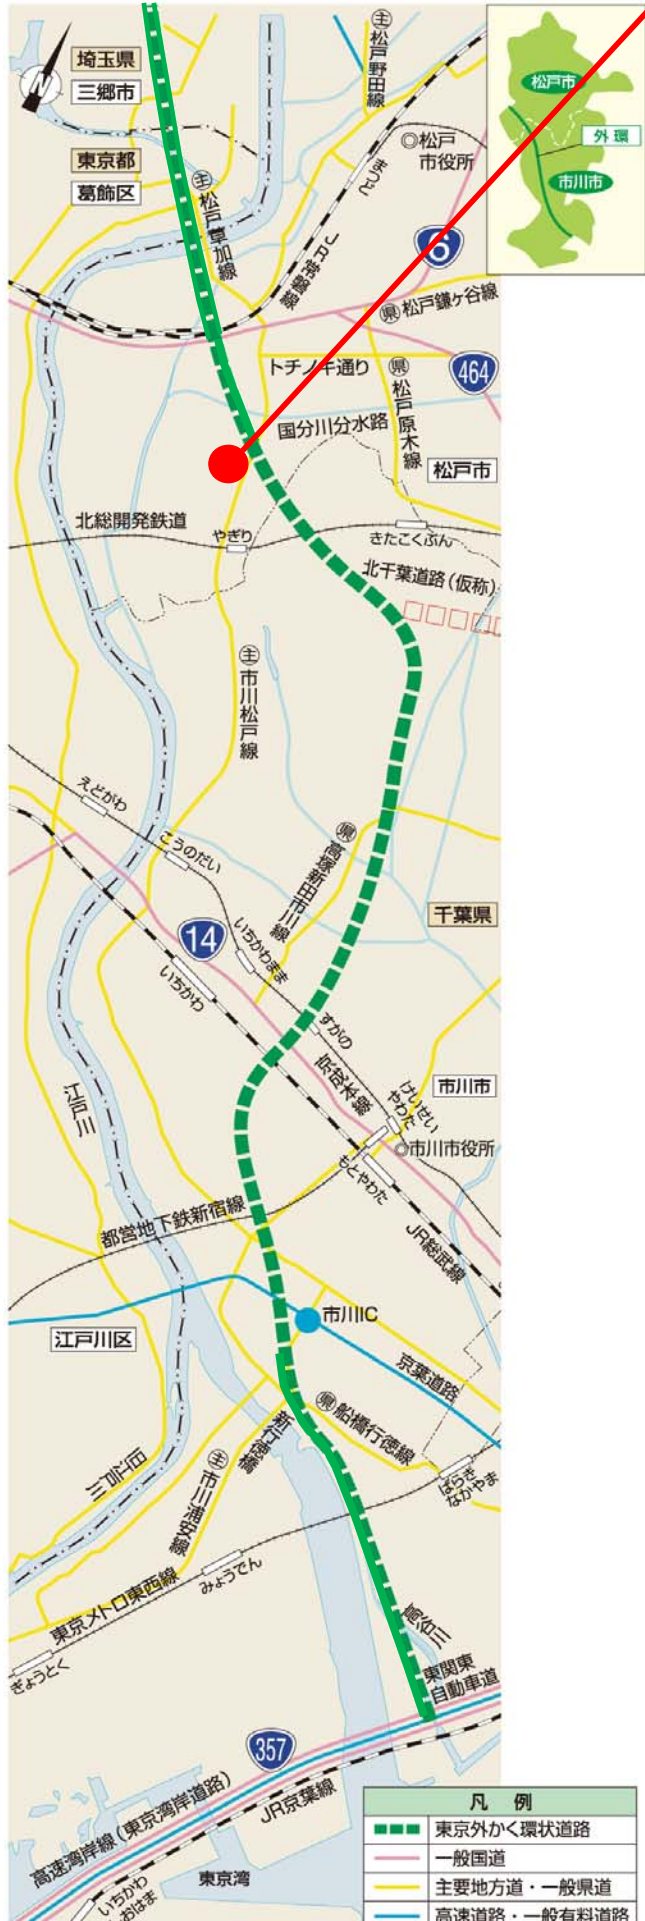 埼玉県
三郷市
東京都
葛飾区
N
主
松戸野田線
松戸
市役所
まつど
主
松戸草加線
JR常磐線
6
松戸市
外環
市川市
県
松戸鎌ヶ谷線
トチノキ通り
県
松戸原木線
464
国分川分水路
松戸市
北総開発鉄道
やぎり
きたこくぶん
北千葉道路(仮称)
主
市川松戸線
えどがわ
こうのだい
県
高塚新田市川線
千葉県
14
いちかわまま
いちかわ
すがの
京成本線
江戸川
市川市
けいせい
やわた
市川市役所
もとやわた
都営地下鉄新宿線
JR総武線
市川IC
江戸川区
京葉道路
県
船橋行徳線
新行徳橋
旧江戸川
主
市川浦安線
ばらき
なかやま
みょうでん
東京メトロ東西線
ぎょうとく
高谷川
東関東
自動車道
357
高速湾岸線(東京湾岸道路)
JR京葉線
東京湾
いちかわ
おはま
凡 例
東京外かく環状道路
一般国道
主要地方道・一般県道
高速道路・一般有料道路